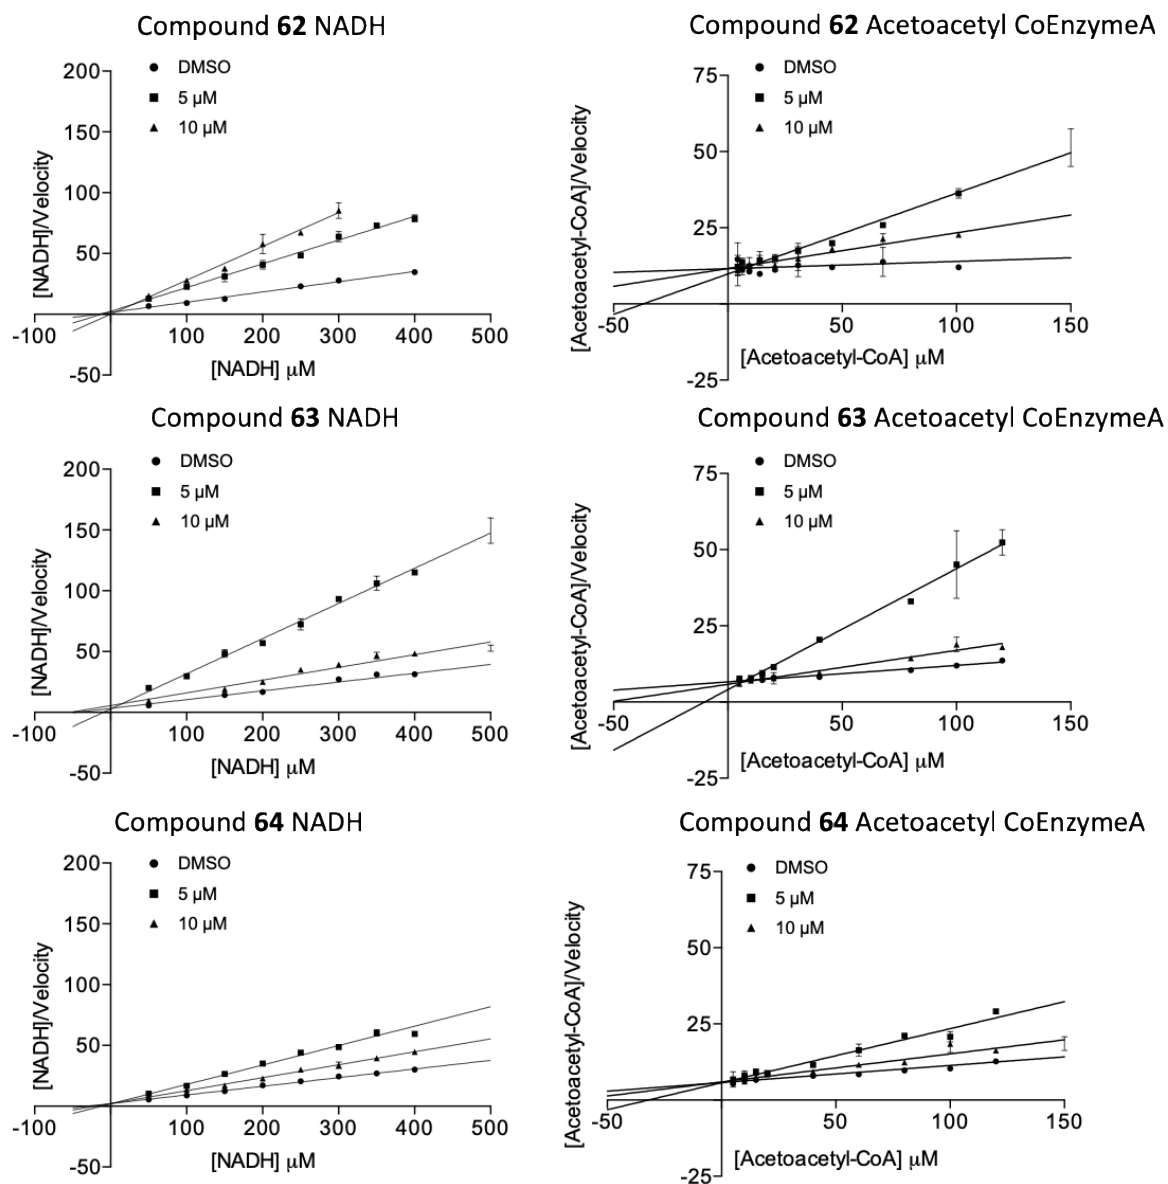 Compound 62 NADH
200
150
100
50
-50
-100
100
200
300
400
500
DMSO
5 µM
10 µM
[NADH]/Velocity
[NADH] µM
Compound 62 Acetoacetyl CoEnzymeA
75
50
25
-25
-50
50
100
150
DMSO
5 µM
10 µM
[Acetoacetyl-CoA]/Velocity
[Acetoacetyl-CoA] µM
Compound 63 NADH
200
150
100
50
-50
-100
100
200
300
400
500
DMSO
5 µM
10 µM
[NADH]/Velocity
[NADH] µM
Compound 63 Acetoacetyl CoEnzymeA
75
50
25
-25
-50
50
100
150
DMSO
5 µM
10 µM
[Acetoacetyl-CoA]/Velocity
[Acetoacetyl-CoA] µM
Compound 64 NADH
200
150
100
50
-50
-100
100
200
300
400
500
DMSO
5 µM
10 µM
[NADH]/Velocity
[NADH] µM
Compound 64 Acetoacetyl CoEnzymeA
75
50
25
-25
-50
50
100
150
DMSO
5 µM
10 µM
[Acetoacetyl-CoA]/Velocity
[Acetoacetyl-CoA] µM